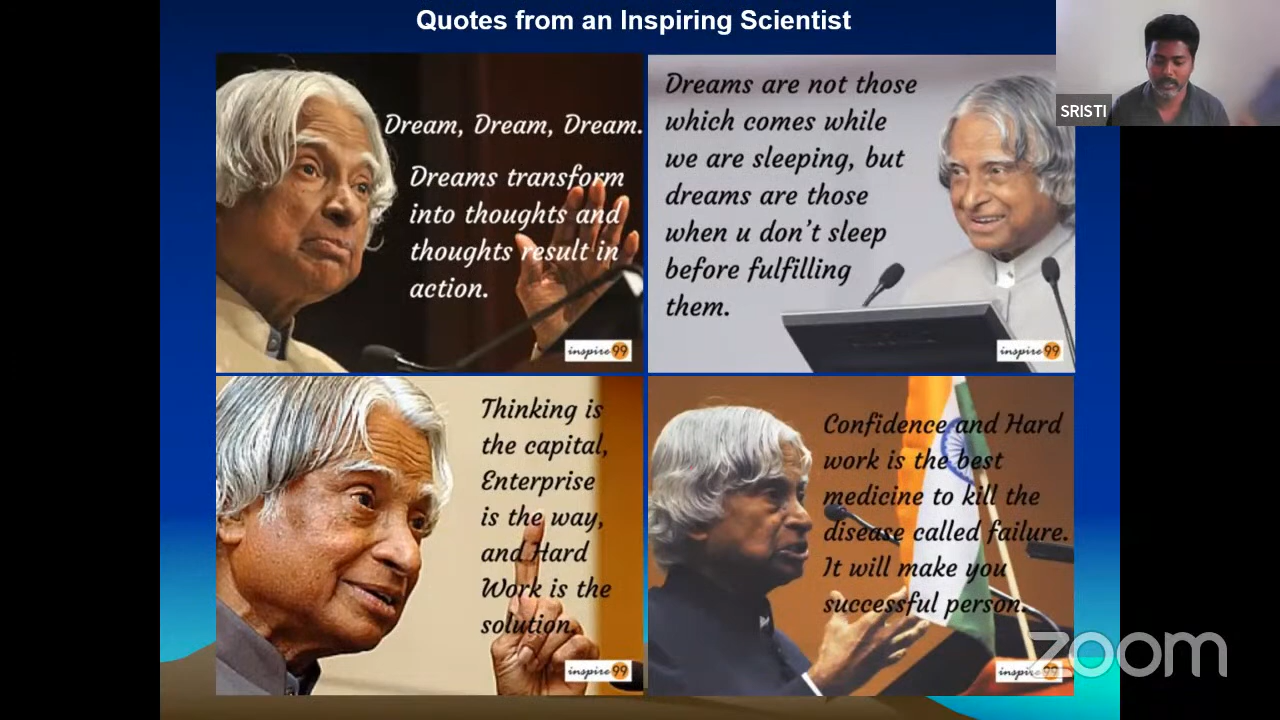 Quotes from an Inspiring Scientist
SRISTI
Dream, Dream, Dream.
Dreams transform
into thoughts and
thoughts result in
action.
inspire99
Dreams are not those
which comes while
we are sleeping, but
dreams are those
when u don't sleep
before fulfilling
them.
inspire99
Thinking is
the capital,
Enterprise
is the way,
and Hard
Work is the
solution.
inspire99
Confidence and Hard
work is the best
medicine to kill the
disease called failure.
It will make you
successful person.
inspire99
zoom